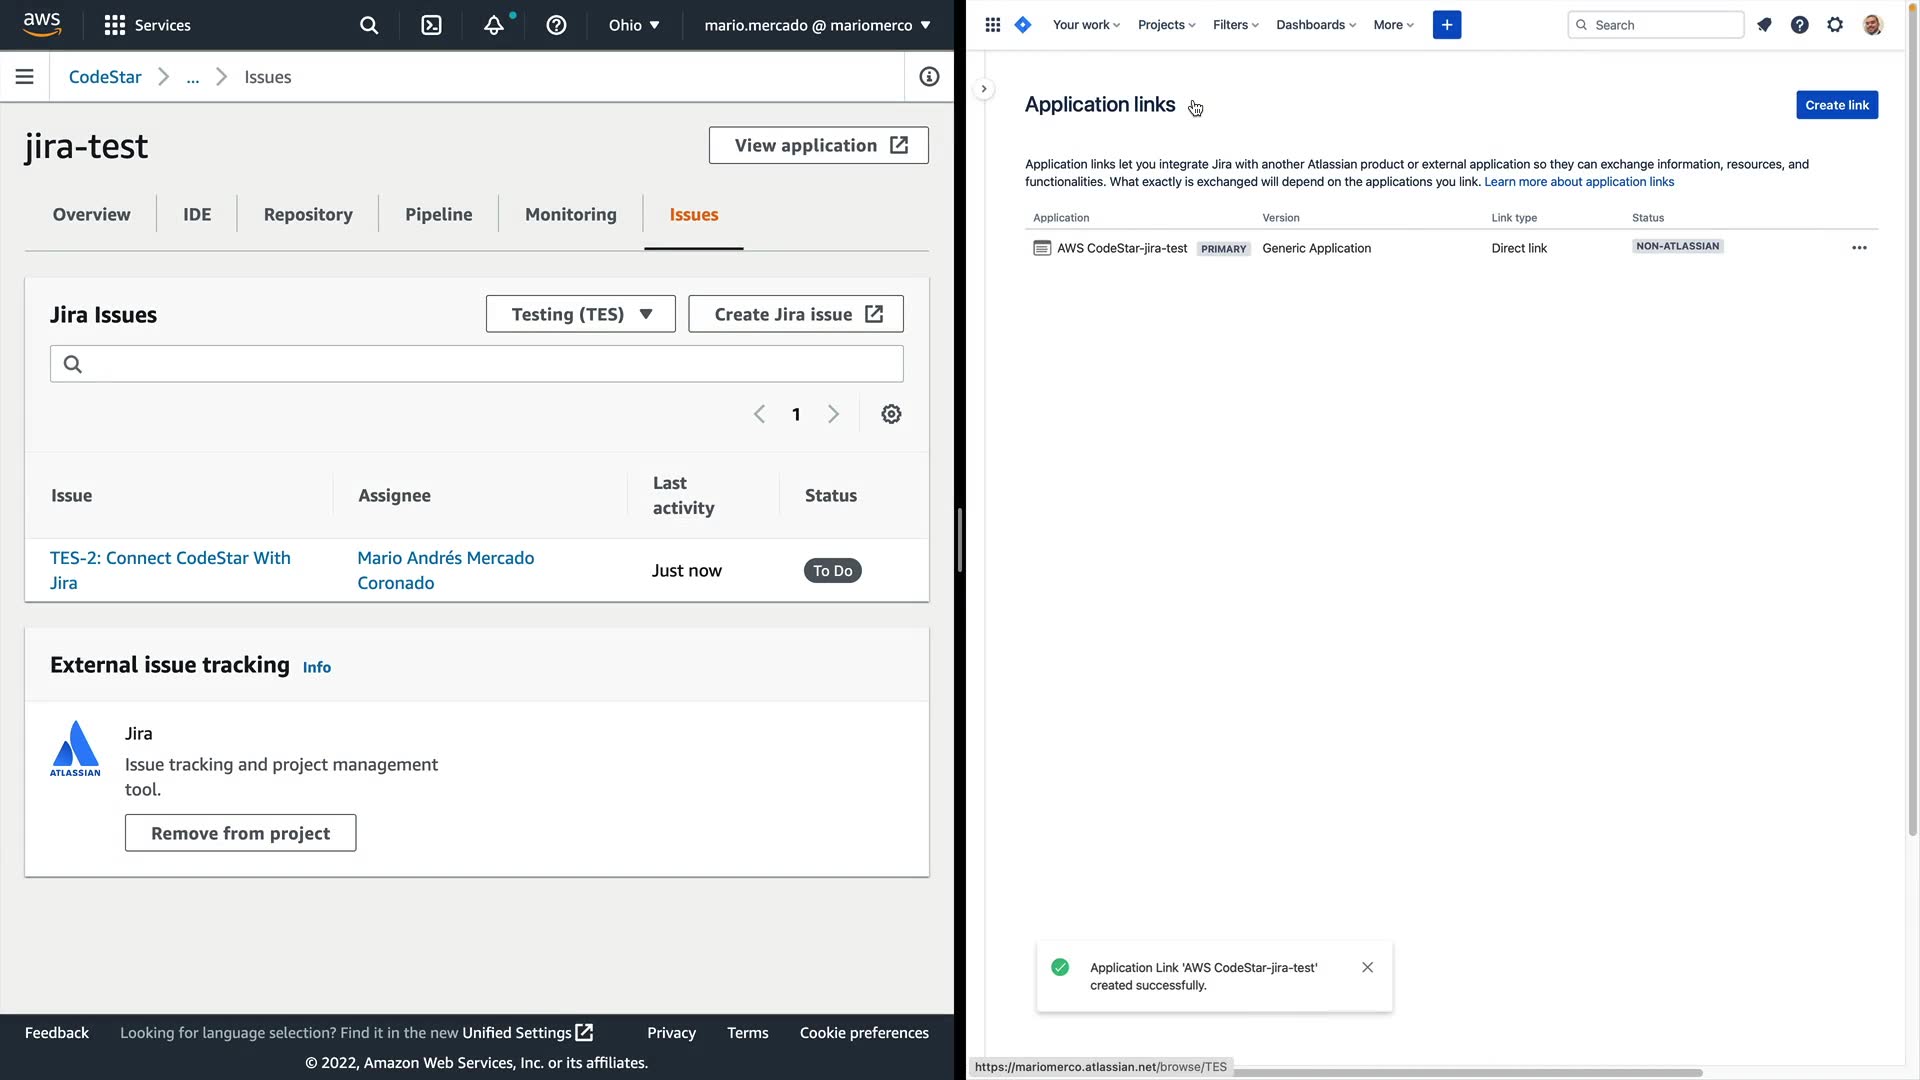 aws
Services
Ohio ▼
mario.mercado @ mariomerco ▼
CodeStar > ... > Issues
jira-test
View application
Overview
IDE
Repository
Pipeline
Monitoring
Issues
Jira Issues
Testing (TES) ▼
Create Jira issue
1
Issue
Assignee
Last
activity
Status
TES-2: Connect CodeStar With
Jira
Mario Andrés Mercado
Coronado
Just now
To Do
External issue tracking Info
ATLASSIAN
Jira
Issue tracking and project management
tool.
Remove from project
Feedback
Looking for language selection? Find it in the new Unified Settings
Privacy
Terms
Cookie preferences
© 2022, Amazon Web Services, Inc. or its affiliates.
Your work
Projects
Filters
Dashboards
More
+
Search
Application links
Create link
Application links let you integrate Jira with another Atlassian product or external application so they can exchange information, resources, and
functionalities. What exactly is exchanged will depend on the applications you link. Learn more about application links
Application
Version
Link type
Status
AWS CodeStar-jira-test PRIMARY
Generic Application
Direct link
NON-ATLASSIAN
•••
Application Link 'AWS CodeStar-jira-test'
created successfully.
https://mariomerco.atlassian.net/browse/TES